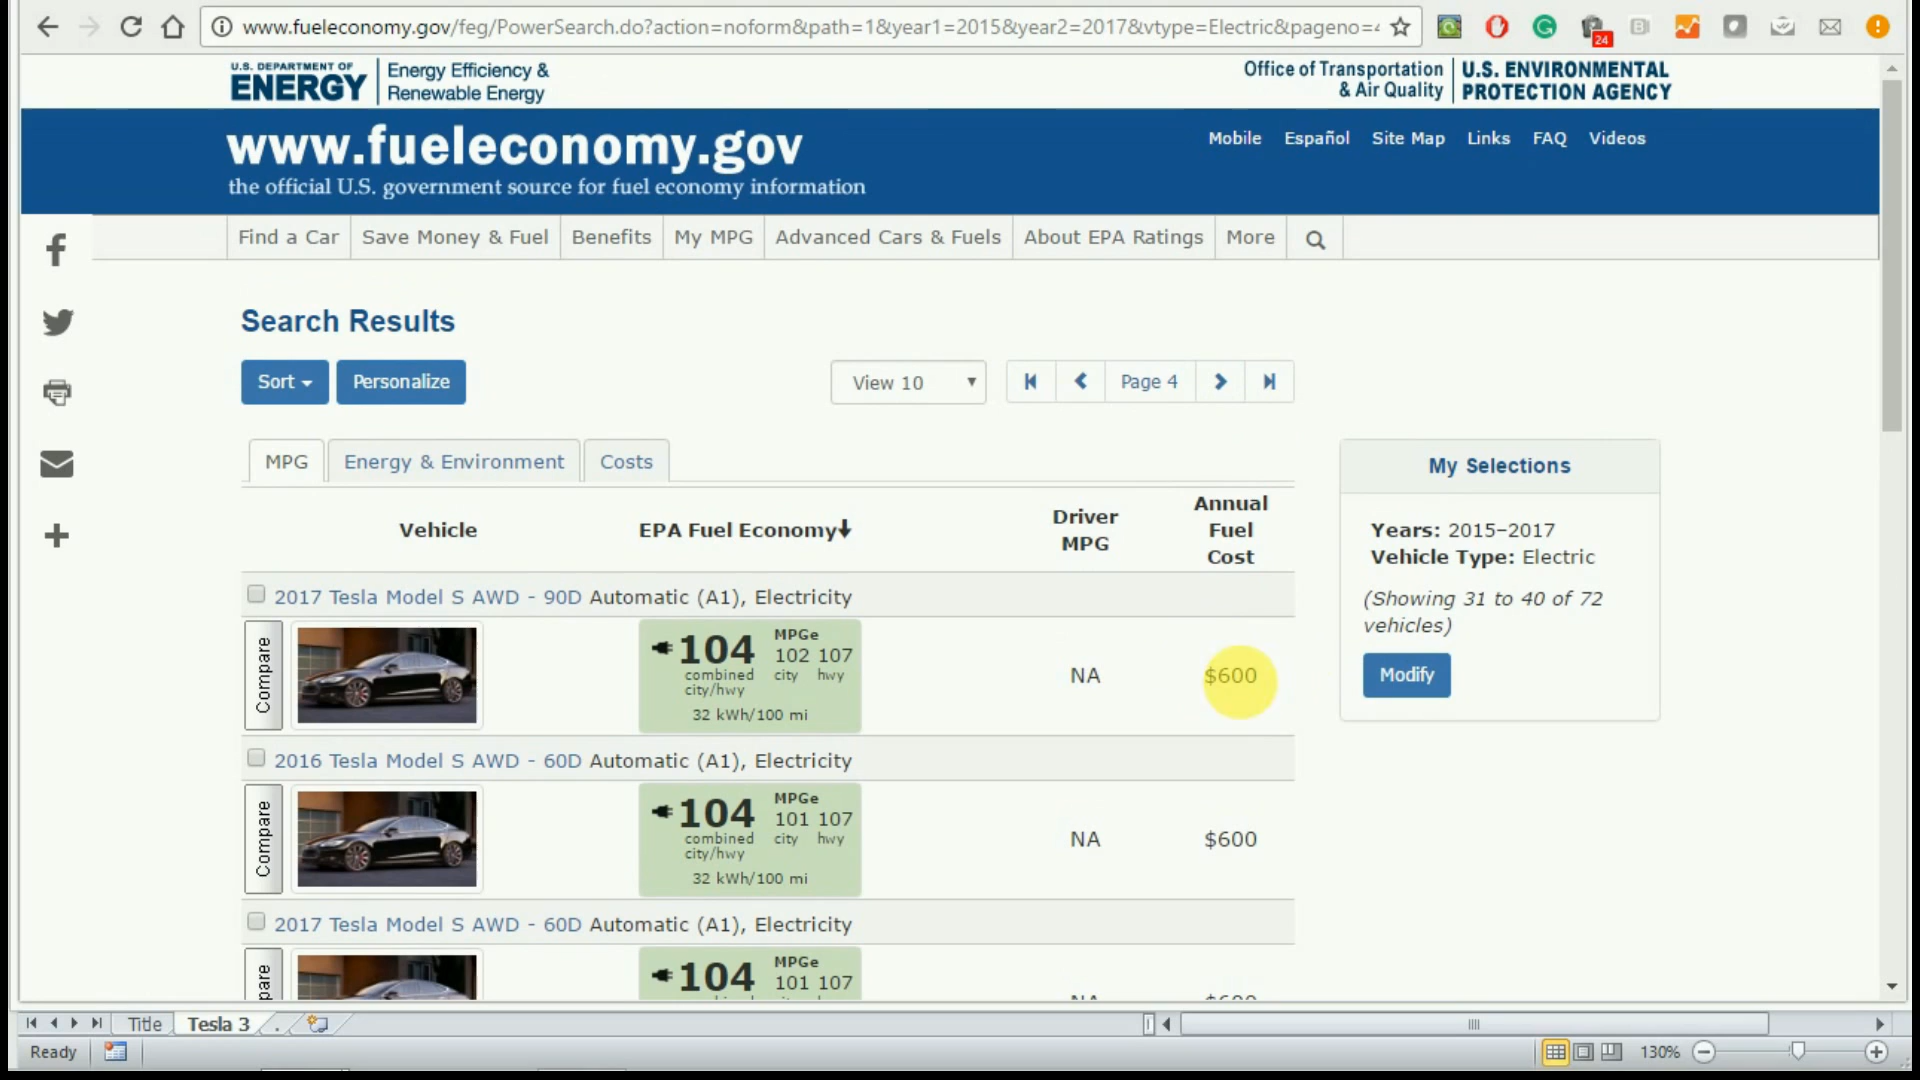 www.fueleconomy.gov/feg/PowerSearch.do?action=noform&path=1&year1=2015&year2=2017&vtype=Electric&pageno=4
24
U.S. DEPARTMENT OF
ENERGY
Energy Efficiency &
Renewable Energy
Office of Transportation
& Air Quality
U.S. ENVIRONMENTAL
PROTECTION AGENCY
www.fueleconomy.gov
the official U.S. government source for fuel economy information
Mobile Español Site Map Links FAQ Videos
Find a Car Save Money & Fuel Benefits My MPG Advanced Cars & Fuels About EPA Ratings More
Search Results
Sort Personalize View 10 Page 4
MPG Energy & Environment Costs
Vehicle EPA Fuel Economy Driver MPG Annual Fuel Cost
2017 Tesla Model S AWD - 90D Automatic (A1), Electricity
Compare
104
combined
city/hwy
MPGe
102 107
city hwy
32 kWh/100 mi
NA
$600
2016 Tesla Model S AWD - 60D Automatic (A1), Electricity
Compare
104
combined
city/hwy
MPGe
101 107
city hwy
32 kWh/100 mi
NA
$600
2017 Tesla Model S AWD - 60D Automatic (A1), Electricity
pare
104
MPGe
101 107
My Selections
Years: 2015–2017
Vehicle Type: Electric
(Showing 31 to 40 of 72
vehicles)
Modify
Title Tesla 3 .
Ready
130%